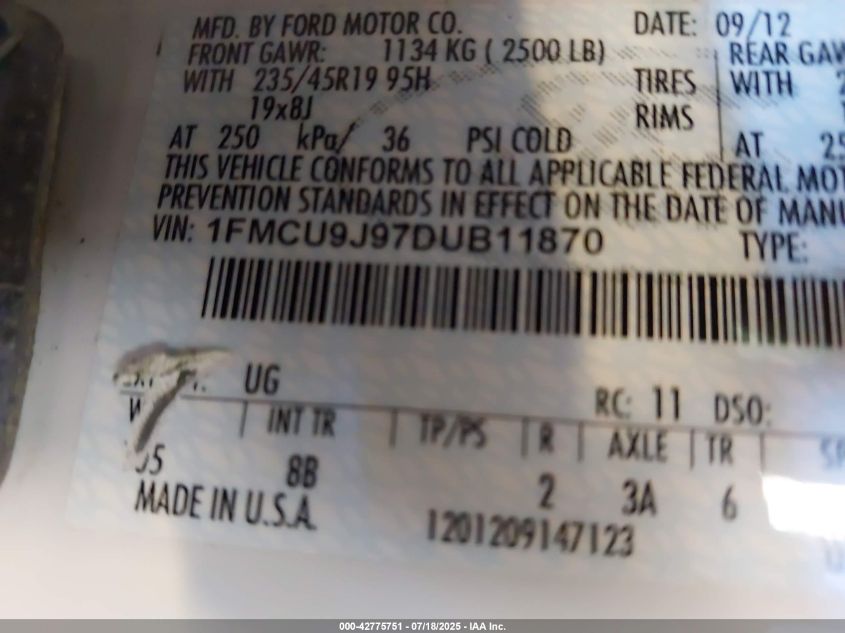 MFD. BY FORD MOTOR CO. DATE: 09/12
FRONT GAWR: 1134 KG ( 2500 LB) REAR GAW
WITH 235/45R19 95H TIRES WITH 2
19x8J RIMS
AT 250 kPa/ 36 PSI COLD AT 25
THIS VEHICLE CONFORMS TO ALL APPLICABLE FEDERAL MOT
PREVENTION STANDARDS IN EFFECT ON THE DATE OF MANU
VIN: 1FMCU9J97DUB11870 TYPE:
UG
RC: 11 DSO:
INT TR TP/PS R AXLE TR SP
8B 2 3A 6
MADE IN U.S.A. 1201209147123
000-42775751 - 07/18/2025 - IAA Inc.